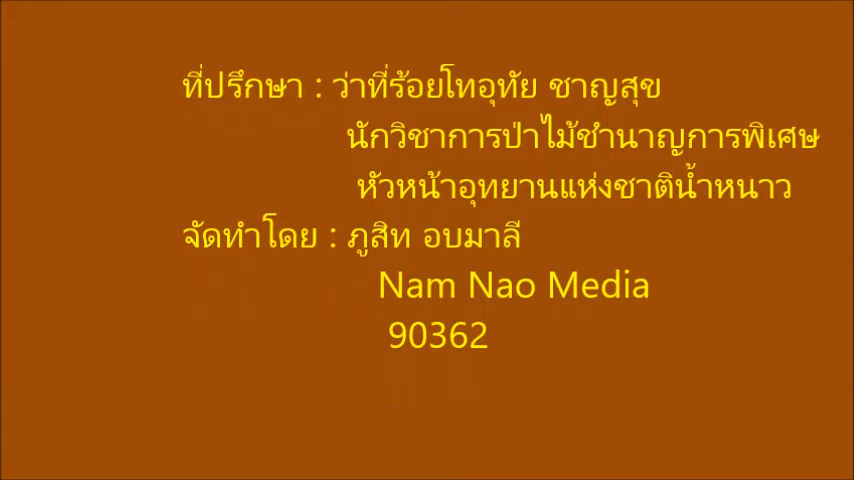 ที่ปรึกษา : ว่าที่ร้อยโทอุทัย ชาญสุข
นักวิชาการป่าไม้ชำนาญการพิเศษ
หัวหน้าอุทยานแห่งชาติน้ำหนาว
จัดทำโดย : ภูสิท อบมาลี
Nam Nao Media
90362